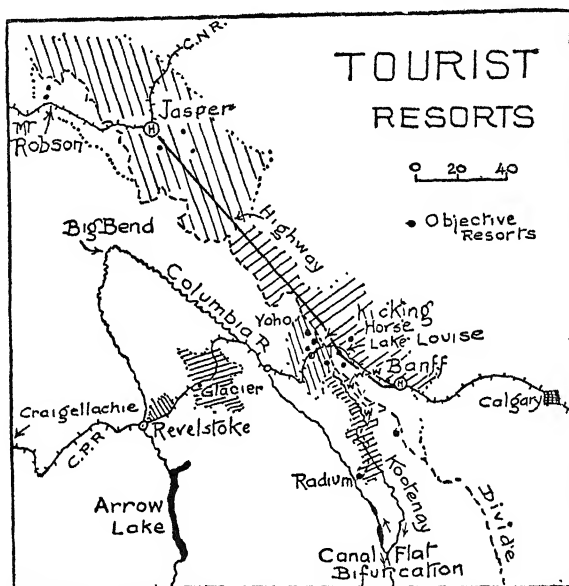 TOURIST
RESORTS
0 20 40
• Objective
Resorts
C.N.R.
Jasper
H
MT
Robson
Highway
Big Bend
Columbia R
Yoho
Kicking
Horse
Lake Louise
Banff
H
Calgary
Glacier
Craigellachie
Revelstoke
C.P.R
Radium
Kootenay
Divide
Arrow
Lake
Canal Flat
Bifurcation